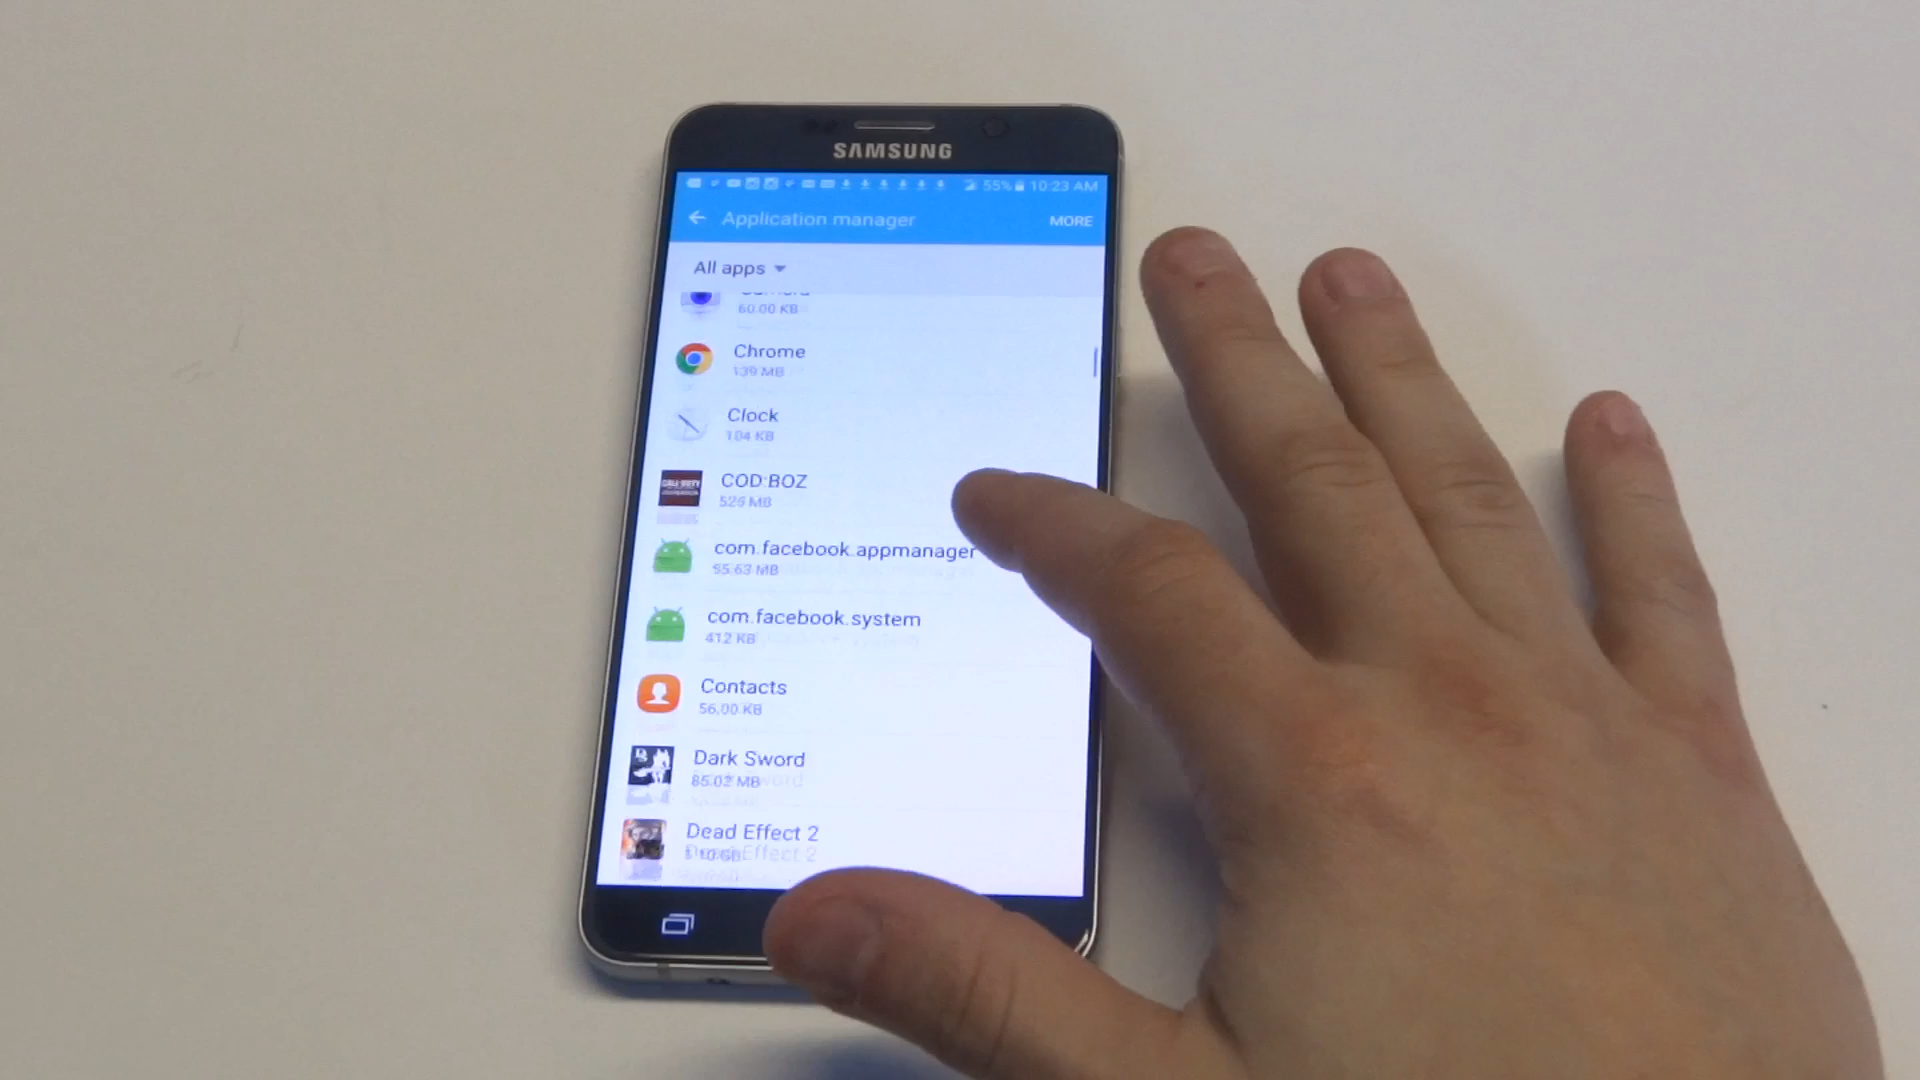 SAMSUNG
55% 10:23 AM
Application manager MORE
All apps
Camera
60.00 KB
Chrome
139 MB
Clock
104 KB
COD:BOZ
526 MB
com.facebook.appmanager
55.63 MB
com.facebook.system
412 KB
Contacts
56.00 KB
Dark Sword
85.02 MB
Dead Effect 2